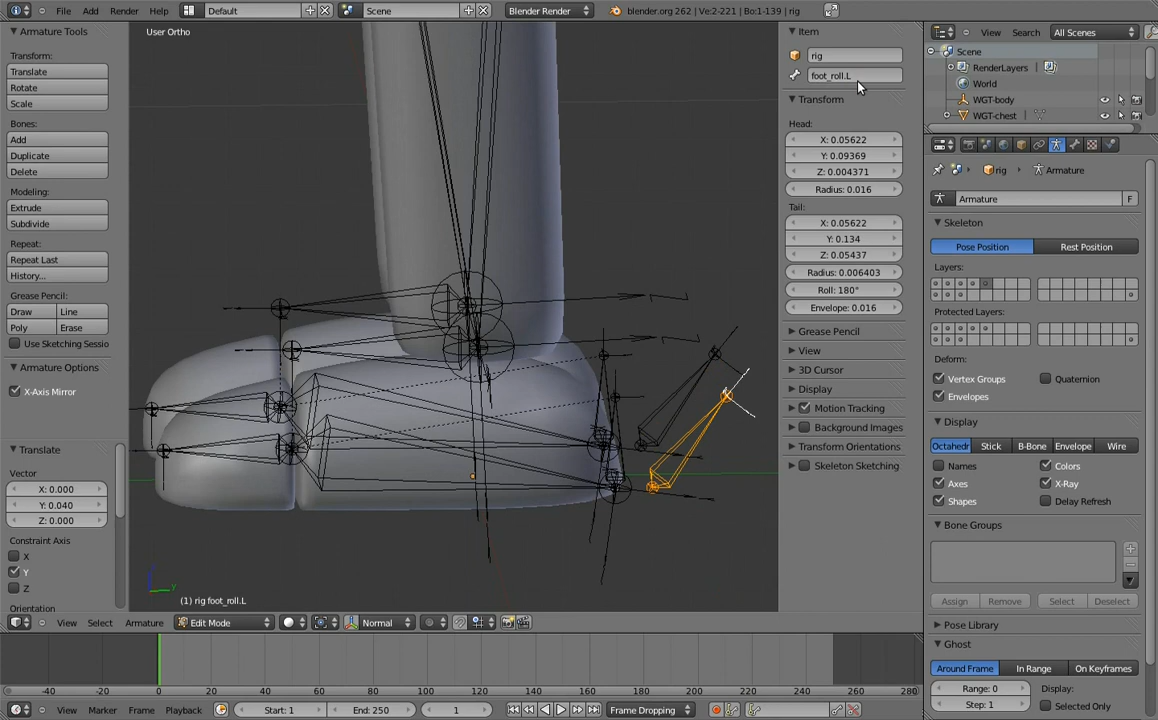 File Add Render Help Default Scene Blender Render blender.org 262 | Ve:2-221 | Bo:1-139 | rig
Armature Tools
Transform:
Translate
Rotate
Scale
Bones:
Add
Duplicate
Delete
Modeling:
Extrude
Subdivide
Repeat:
Repeat Last
History...
Grease Pencil:
Draw Line
Poly Erase
Use Sketching Sessio
Armature Options
X-Axis Mirror
Translate
Vector
X: 0.000
Y: 0.040
Z: 0.000
Constraint Axis
X
Y
Z
Orientation
User Ortho
(1) rig foot_roll.L
View Select Armature Edit Mode Normal
Item
rig
foot_roll.L
Transform
Head:
X: 0.05622
Y: 0.09369
Z: 0.004371
Radius: 0.016
Tail:
X: 0.05622
Y: 0.134
Z: 0.05437
Radius: 0.006403
Roll: 180°
Envelope: 0.016
Grease Pencil
View
3D Cursor
Display
Motion Tracking
Background Images
Transform Orientations
Skeleton Sketching
View Search All Scenes
Scene
RenderLayers
World
WGT-body
WGT-chest
rig Armature
Armature F
Skeleton
Pose Position Rest Position
Layers:
Protected Layers:
Deform:
Vertex Groups Quaternion
Envelopes
Display
Octahedr Stick B-Bone Envelope Wire
Names Colors
Axes X-Ray
Shapes Delay Refresh
Bone Groups
Assign Remove Select Deselect
Pose Library
Ghost
Around Frame In Range On Keyframes
Range: 0 Display:
Step: 1 Selected Only
-40 -20 0 20 40 60 80 100 120 140 160 180 200 220 240 260 280
View Marker Frame Playback Start: 1 End: 250 1 Frame Dropping